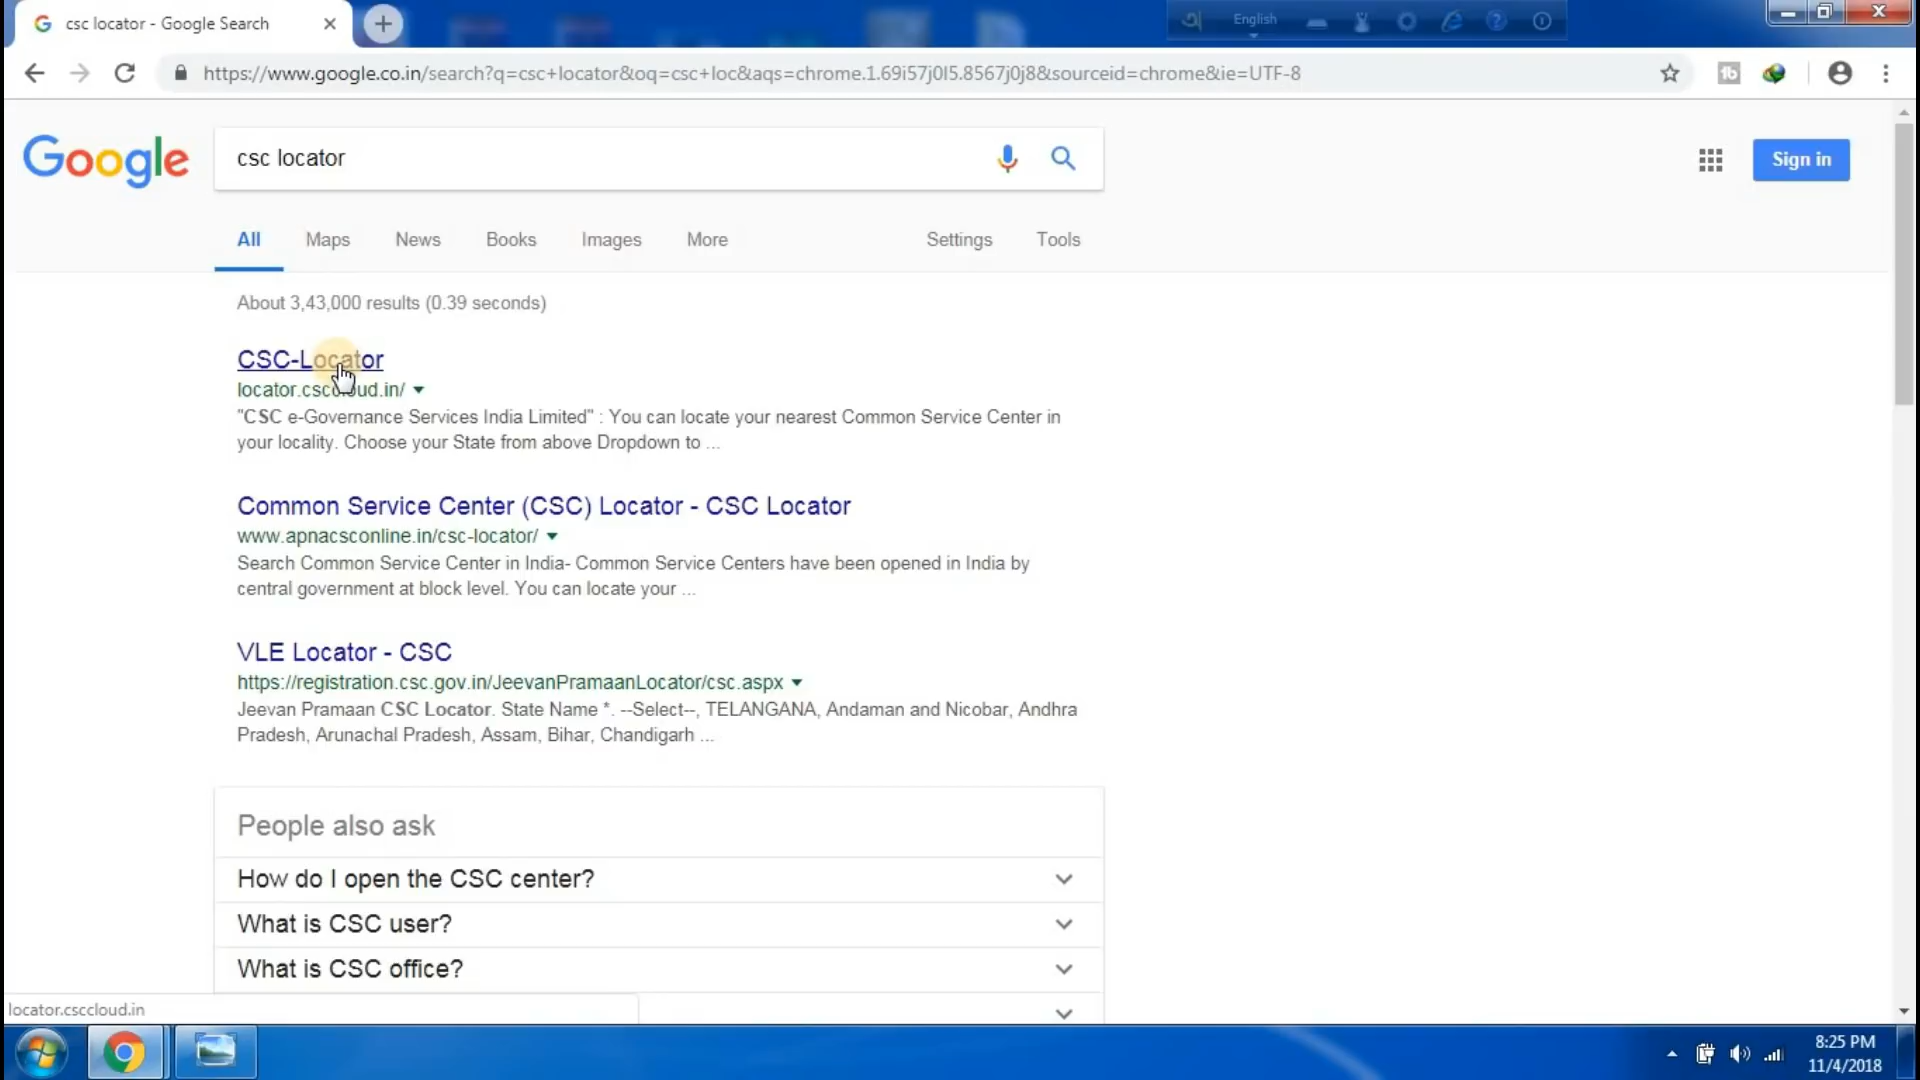 csc locator - Google Search
English
https://www.google.co.in/search?q=csc+locator&oq=csc+loc&aqs=chrome.1.69i57j0l5.8567j0j8&sourceid=chrome&ie=UTF-8
Google
csc locator
Sign in
All Maps News Books Images More Settings Tools
About 3,43,000 results (0.39 seconds)
CSC-Locator
locator.csccloud.in/
"CSC e-Governance Services India Limited" : You can locate your nearest Common Service Center in
your locality. Choose your State from above Dropdown to ...
Common Service Center (CSC) Locator - CSC Locator
www.apnacsconline.in/csc-locator/
Search Common Service Center in India- Common Service Centers have been opened in India by
central government at block level. You can locate your ...
VLE Locator - CSC
https://registration.csc.gov.in/JeevanPramaanLocator/csc.aspx
Jeevan Pramaan CSC Locator. State Name *. --Select--, TELANGANA, Andaman and Nicobar, Andhra
Pradesh, Arunachal Pradesh, Assam, Bihar, Chandigarh ...
People also ask
How do I open the CSC center?
What is CSC user?
What is CSC office?
locator.csccloud.in
8:25 PM
11/4/2018